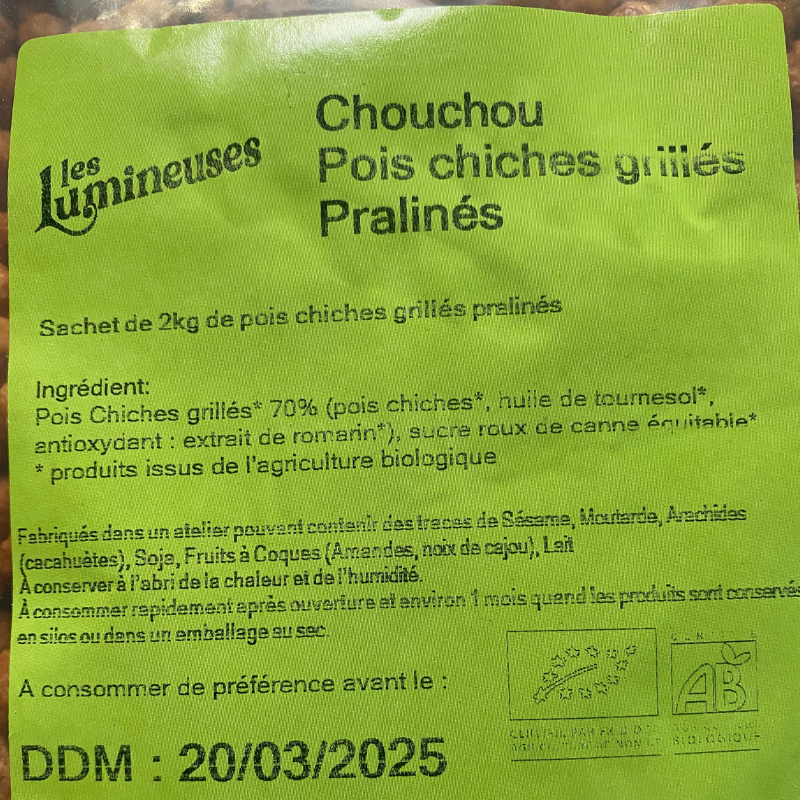 les
Lumineuses
Chouchou
Pois chiches grillés
Pralinés
Sachet de 2kg de pois chiches grillés pralinés
Ingrédient:
Pois Chiches grillés* 70% (pois chiches*, huile de tournesol*,
antioxydant : extrait de romarin*), sucre roux de canne équitable*
* produits issus de l'agriculture biologique
Fabriqués dans un atelier pouvant contenir des traces de Sésame, Moutarde, Arachides
(cacahuètes), Soja, Fruits à Coques (Amandes, noix de cajou), Lait
A conserver à l'abri de la chaleur et de l'humidité.
À consommer rapidement après ouverture et environ 1 mois quand les produits sont conservés
en silos ou dans un emballage au sec.
A consommer de préférence avant le :
AB
BIOLOGIQUE
DDM : 20/03/2025